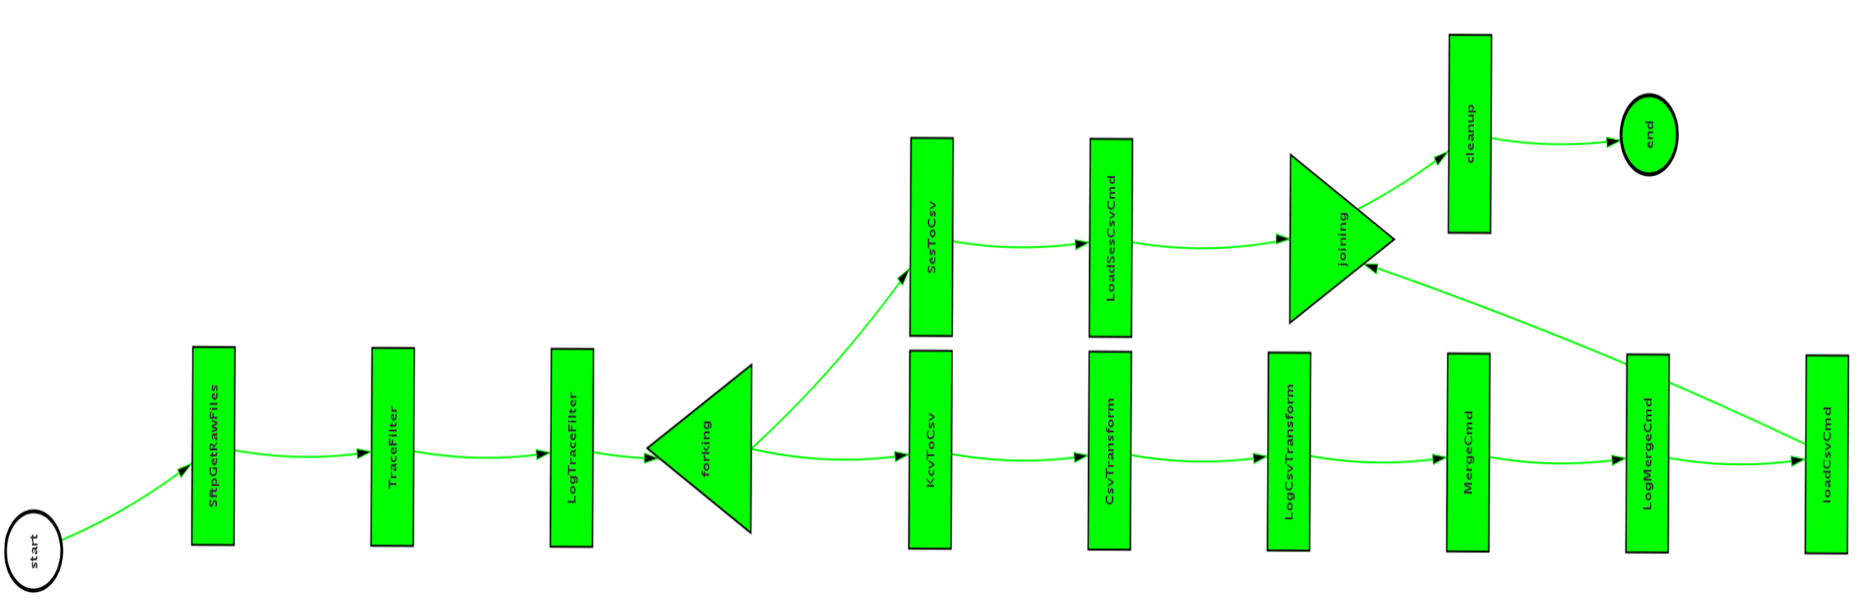 start
SftpGetRawFiles
TraceFilter
LogTraceFilter
forking
SesToCsv
LoadSesCsvCmd
joining
cleanup
end
KcvToCsv
CsvTransform
LogCsvTransform
MergeCmd
LogMergeCmd
loadCsvCmd